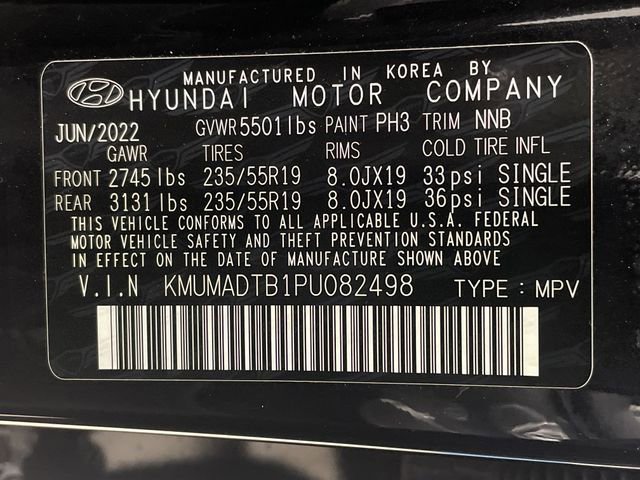 MANUFACTURED IN KOREA BY
HYUNDAI MOTOR COMPANY
JUN/2022 GVWR 5501lbs PAINT PH3 TRIM NNB
GAWR TIRES RIMS COLD TIRE INFL
FRONT 2745 lbs 235/55R19 8.0JX19 33psi SINGLE
REAR 3131 lbs 235/55R19 8.0JX19 36psi SINGLE
THIS VEHICLE CONFORMS TO ALL APPLICABLE U.S.A. FEDERAL
MOTOR VEHICLE SAFETY AND THEFT PREVENTION STANDARDS
IN EFFECT ON THE DATE OF MANUFACTURE SHOWN ABOVE
V.I.N KMUMADTB1PU082498 TYPE : MPV